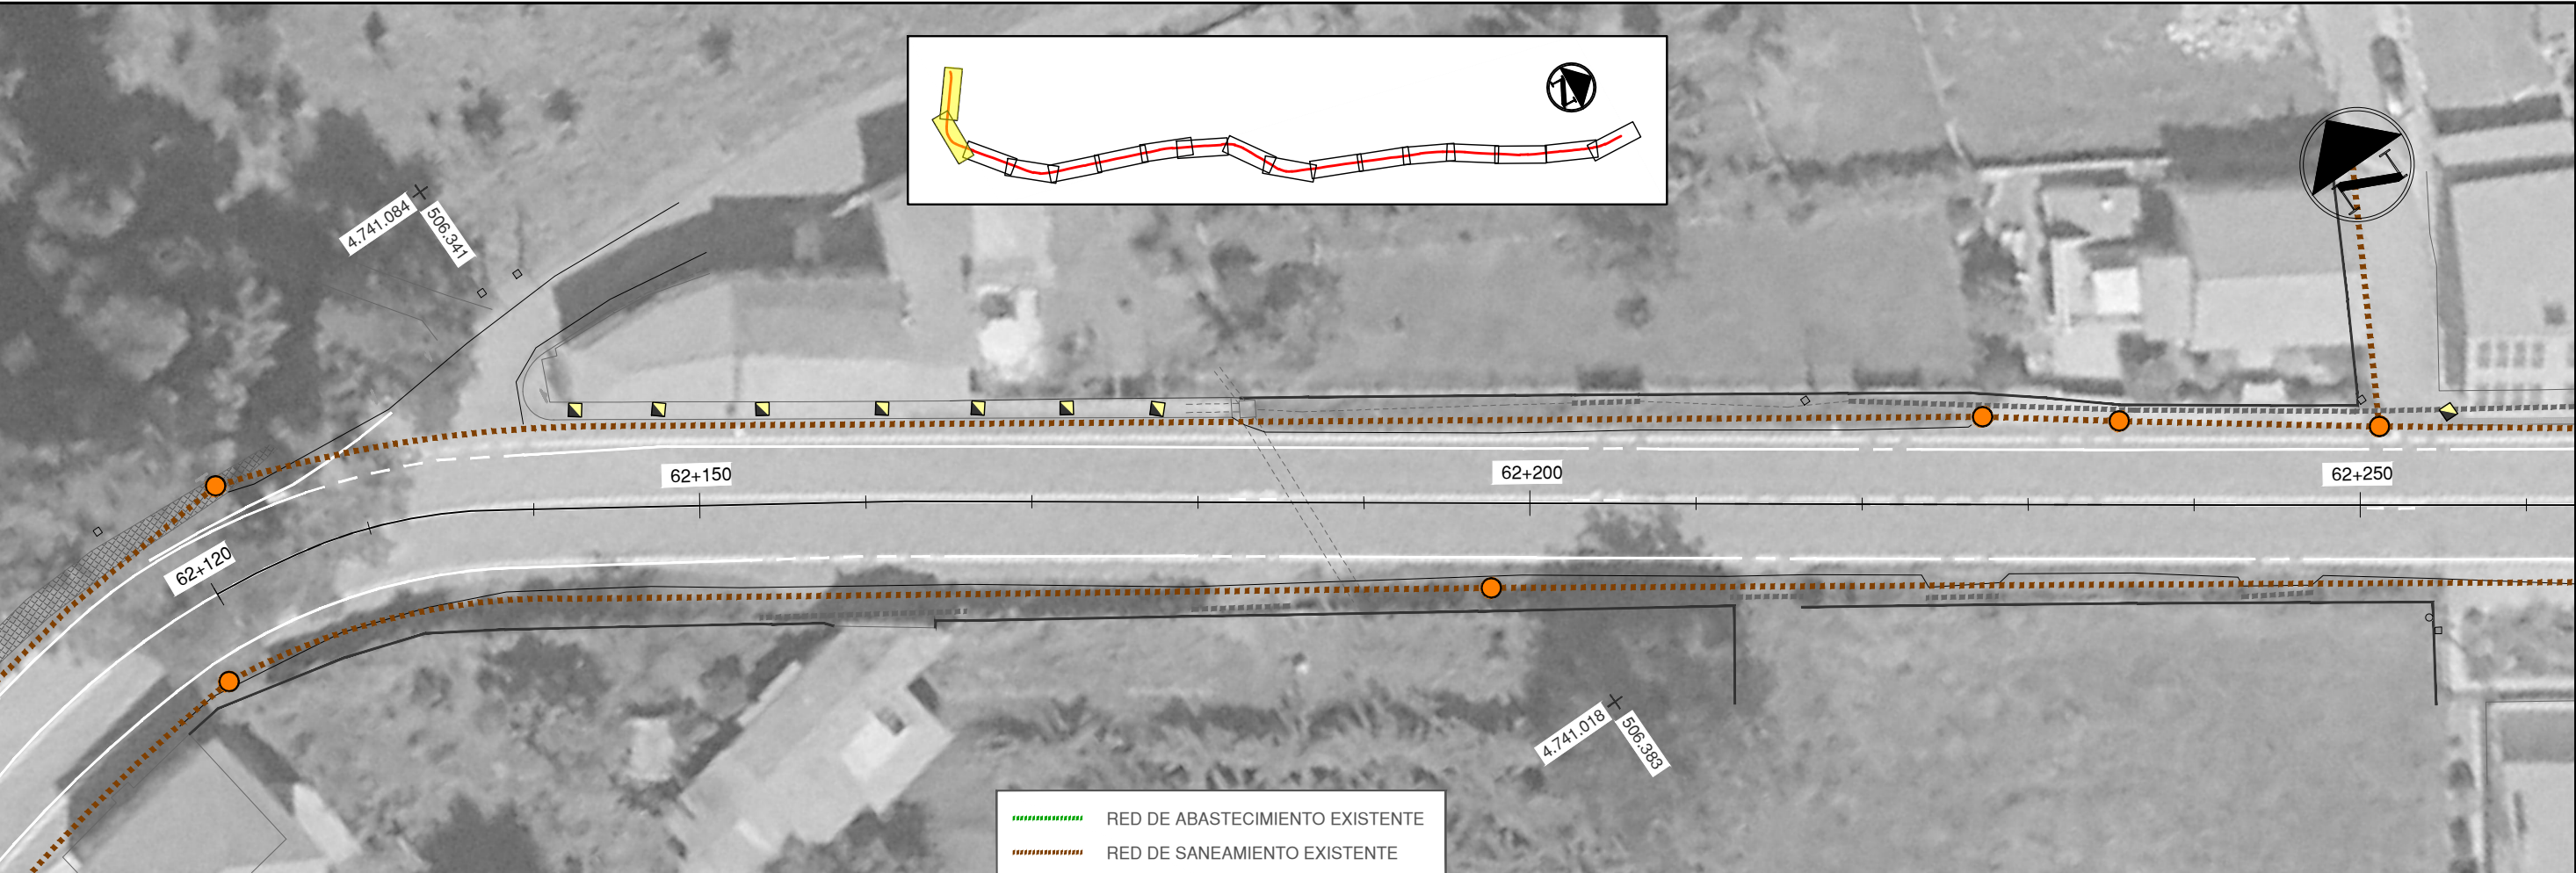 4.741.084
506.341
N
N
62+150
62+200
62+250
62+120
4.741.018
506.383
RED DE ABASTECIMIENTO EXISTENTE
RED DE SANEAMIENTO EXISTENTE